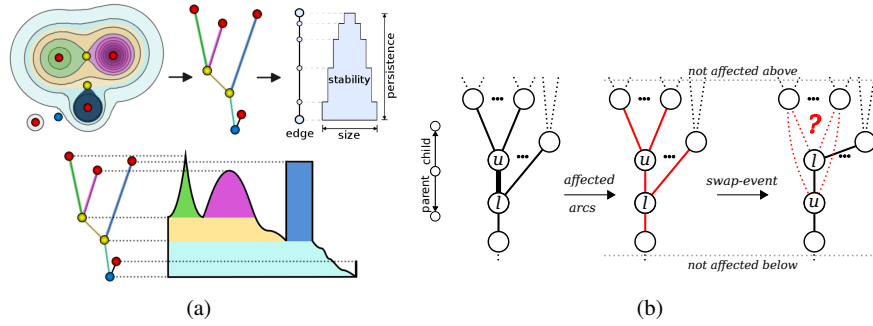 stability
persistence
edge
size
(a)
parent child
u
l
affected
arcs
not affected above
u
l
swap-event
not affected below
?
l
u
(b)